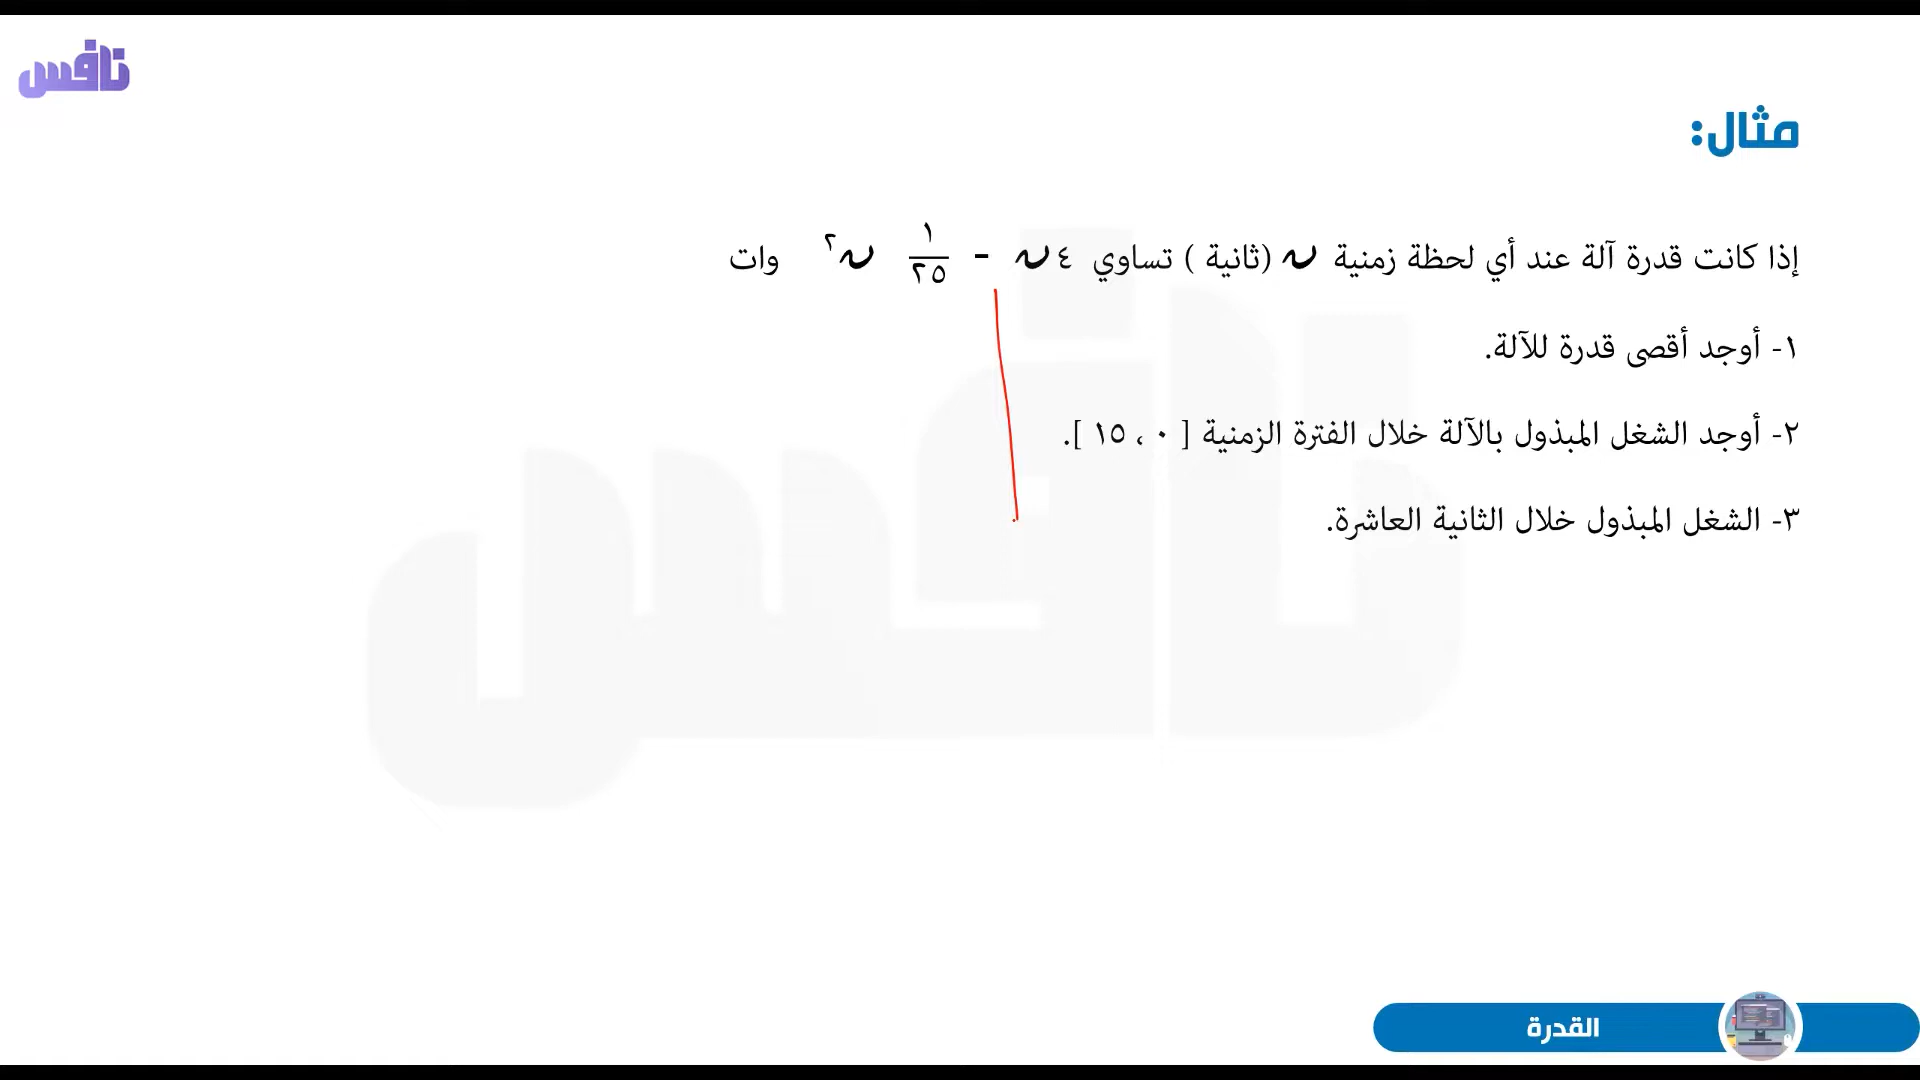 نافس
مثال:
إذا كانت قدرة آلة عند أي لحظة زمنية ن (ثانية ) تساوي ٤ ن - ١/٢٥ ن٢ وات
١- أوجد أقصى قدرة للآلة.
٢- أوجد الشغل المبذول بالآلة خلال الفترة الزمنية [ ٠ ، ١٥ ].
٣- الشغل المبذول خلال الثانية العاشرة.
القدرة